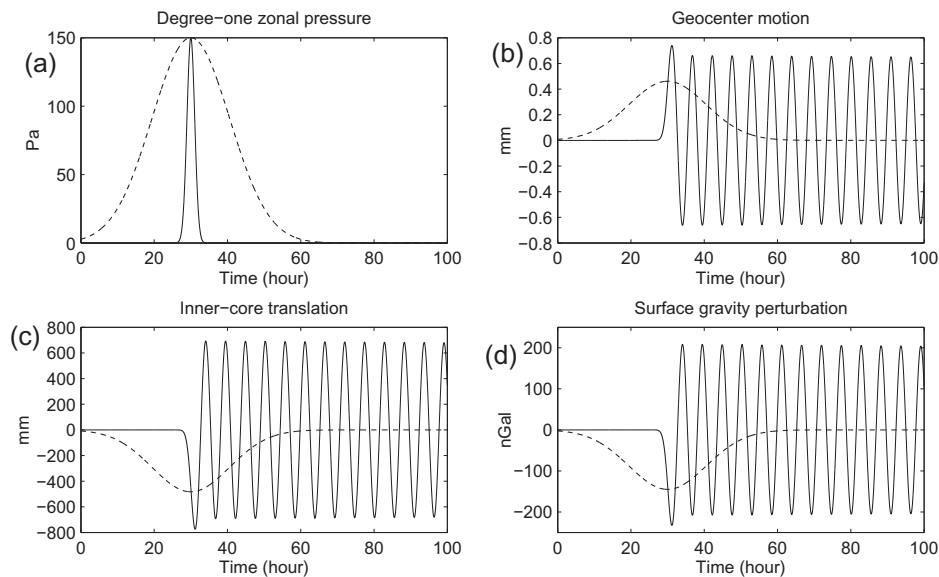 Degree−one zonal pressure
(a)
150
100
50
0
Pa
0 20 40 60 80 100
Time (hour)
Geocenter motion
(b)
0.8
0.6
0.4
0.2
0
−0.2
−0.4
−0.6
−0.8
mm
0 20 40 60 80 100
Time (hour)
Inner−core translation
(c)
800
600
400
200
0
−200
−400
−600
−800
mm
0 20 40 60 80 100
Time (hour)
Surface gravity perturbation
(d)
200
100
0
−100
−200
nGal
0 20 40 60 80 100
Time (hour)